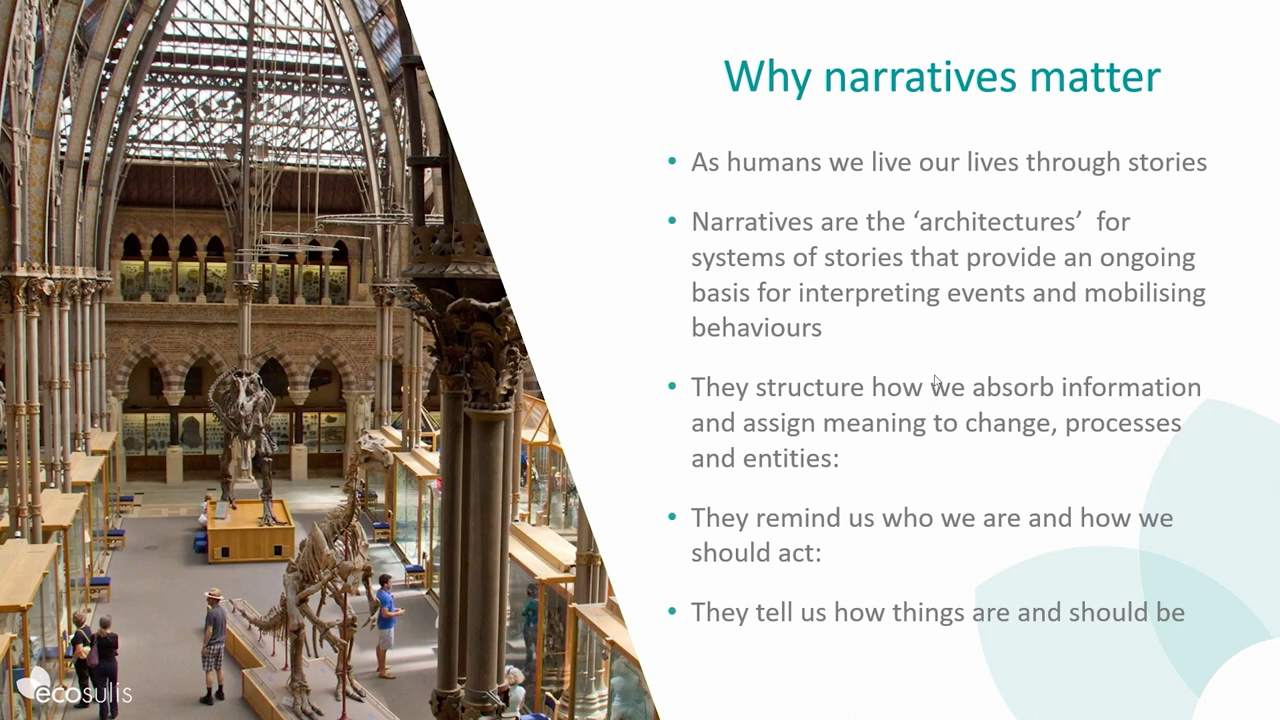 Why narratives matter
• As humans we live our lives through stories
• Narratives are the ‘architectures’  for
systems of stories that provide an ongoing
basis for interpreting events and mobilising
behaviours
• They structure how we absorb information
and assign meaning to change, processes
and entities:
• They remind us who we are and how we
should act:
• They tell us how things are and should be
ecosulis